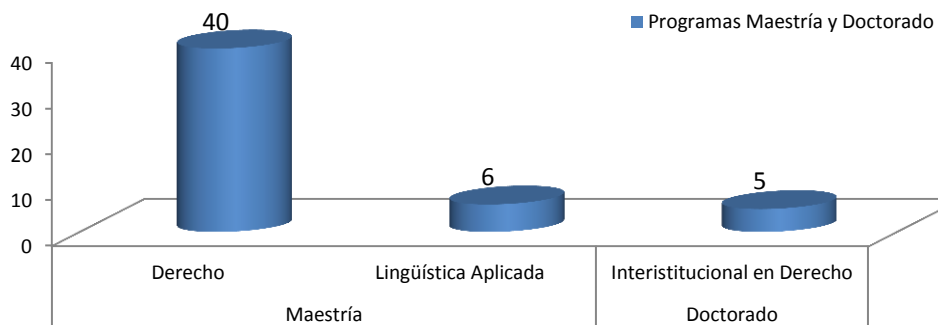 Programas Maestría y Doctorado
40
6
5
40
30
20
10
0
Derecho
Lingüística Aplicada
Interistitucional en Derecho
Maestría
Doctorado